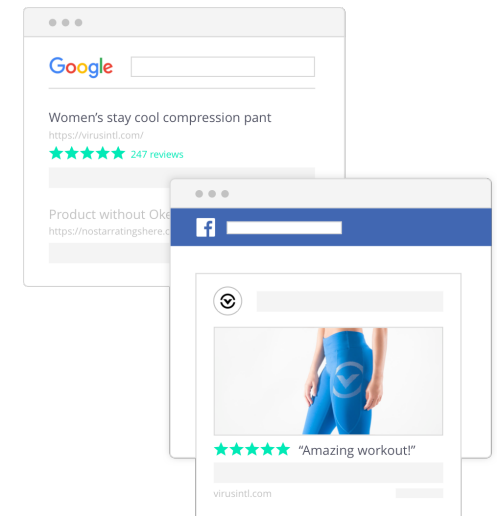 Google
Women’s stay cool compression pant
https://virusintl.com/
247 reviews
Product without Oke
https://nostarratingshere.c
f
“Amazing workout!”
virusintl.com